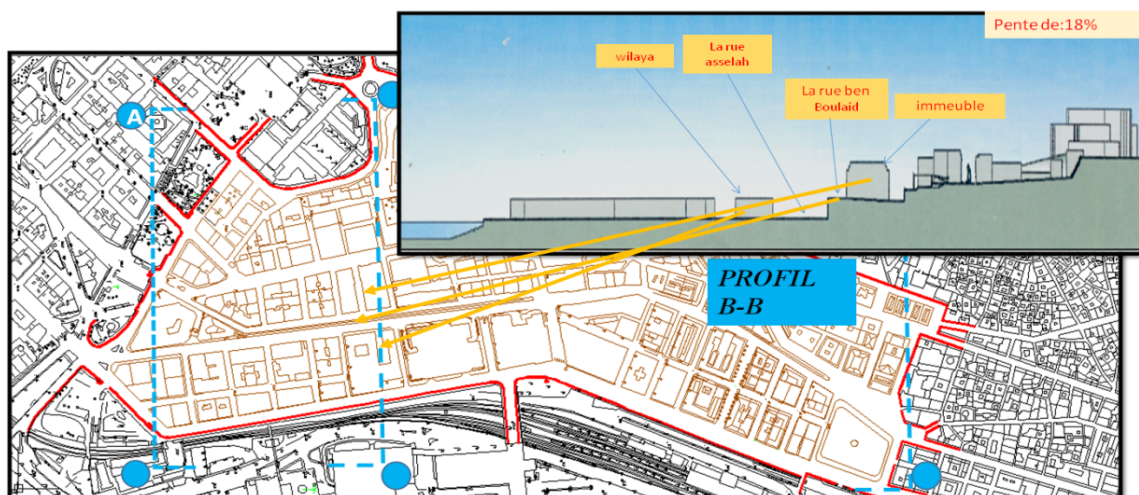 Pente de:18%
La rue
asselah
wilaya
La rue ben
Boulaid
immeuble
A
PROFIL
B-B